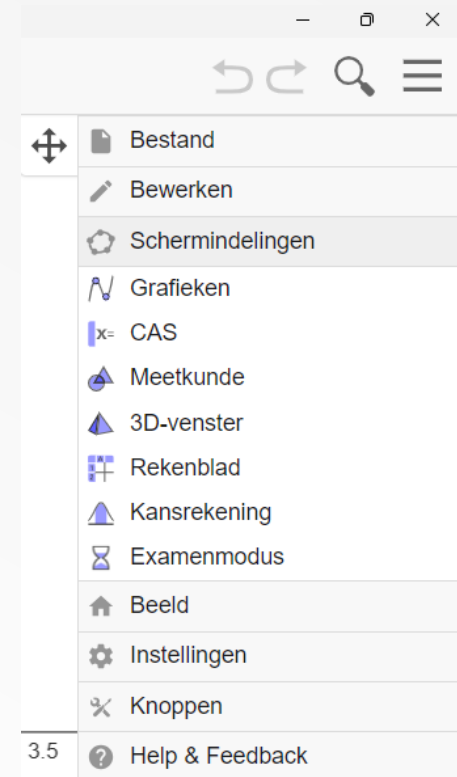 Bestand
Bewerken
Schermindelingen
Grafieken
x= CAS
Meetkunde
3D-venster
Rekenblad
Kansrekening
Examenmodus
Beeld
Instellingen
Knoppen
3.5
Help & Feedback